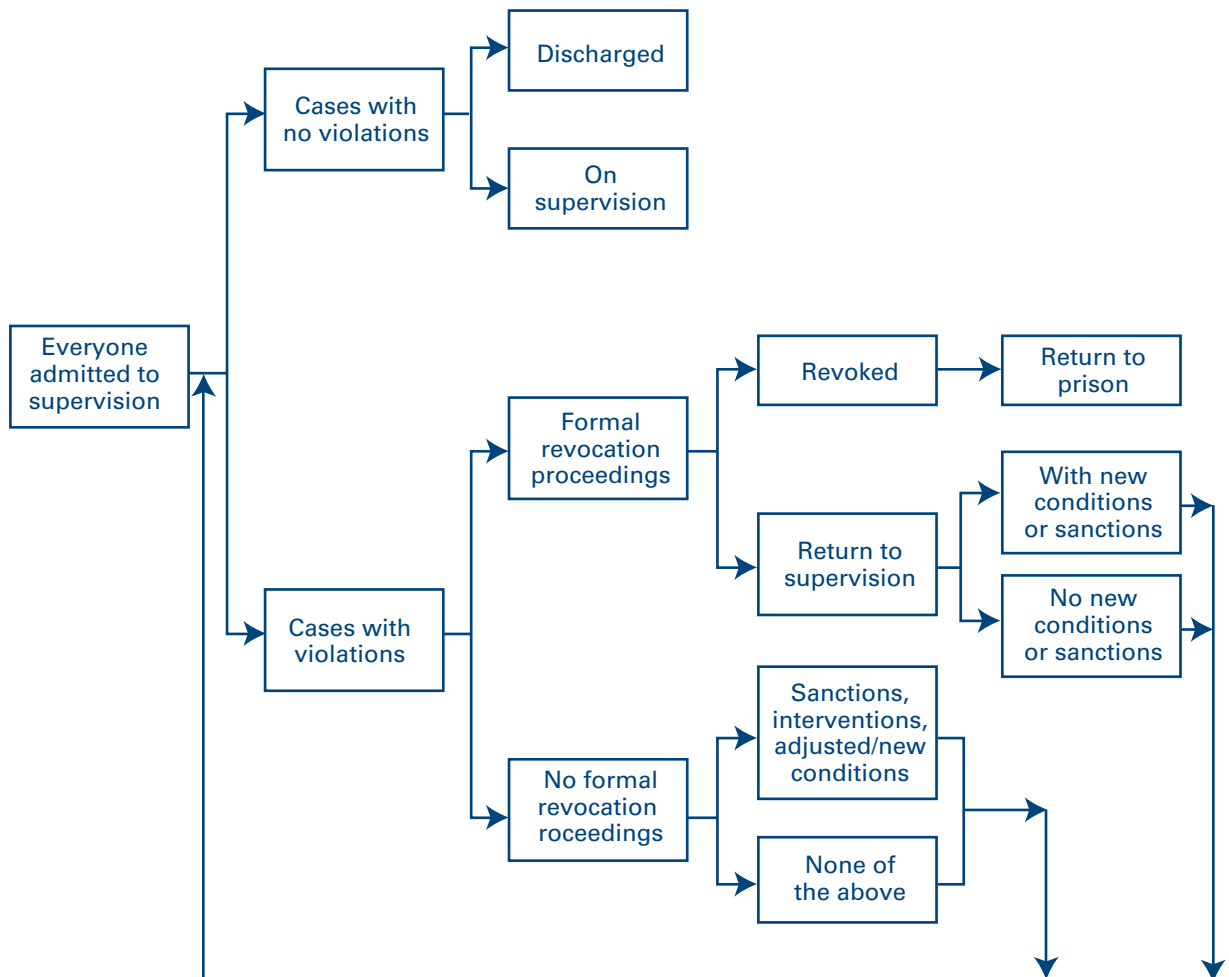 Discharged
Cases with
no violations
On
supervision
Everyone
admitted to
supervision
Revoked
Return to
prison
Formal
revocation
proceedings
With new
conditions
or sanctions
Return to
supervision
No new
conditions
or sanctions
Cases with
violations
Sanctions,
interventions,
adjusted/new
conditions
No formal
revocation
roceedings
None of
the above